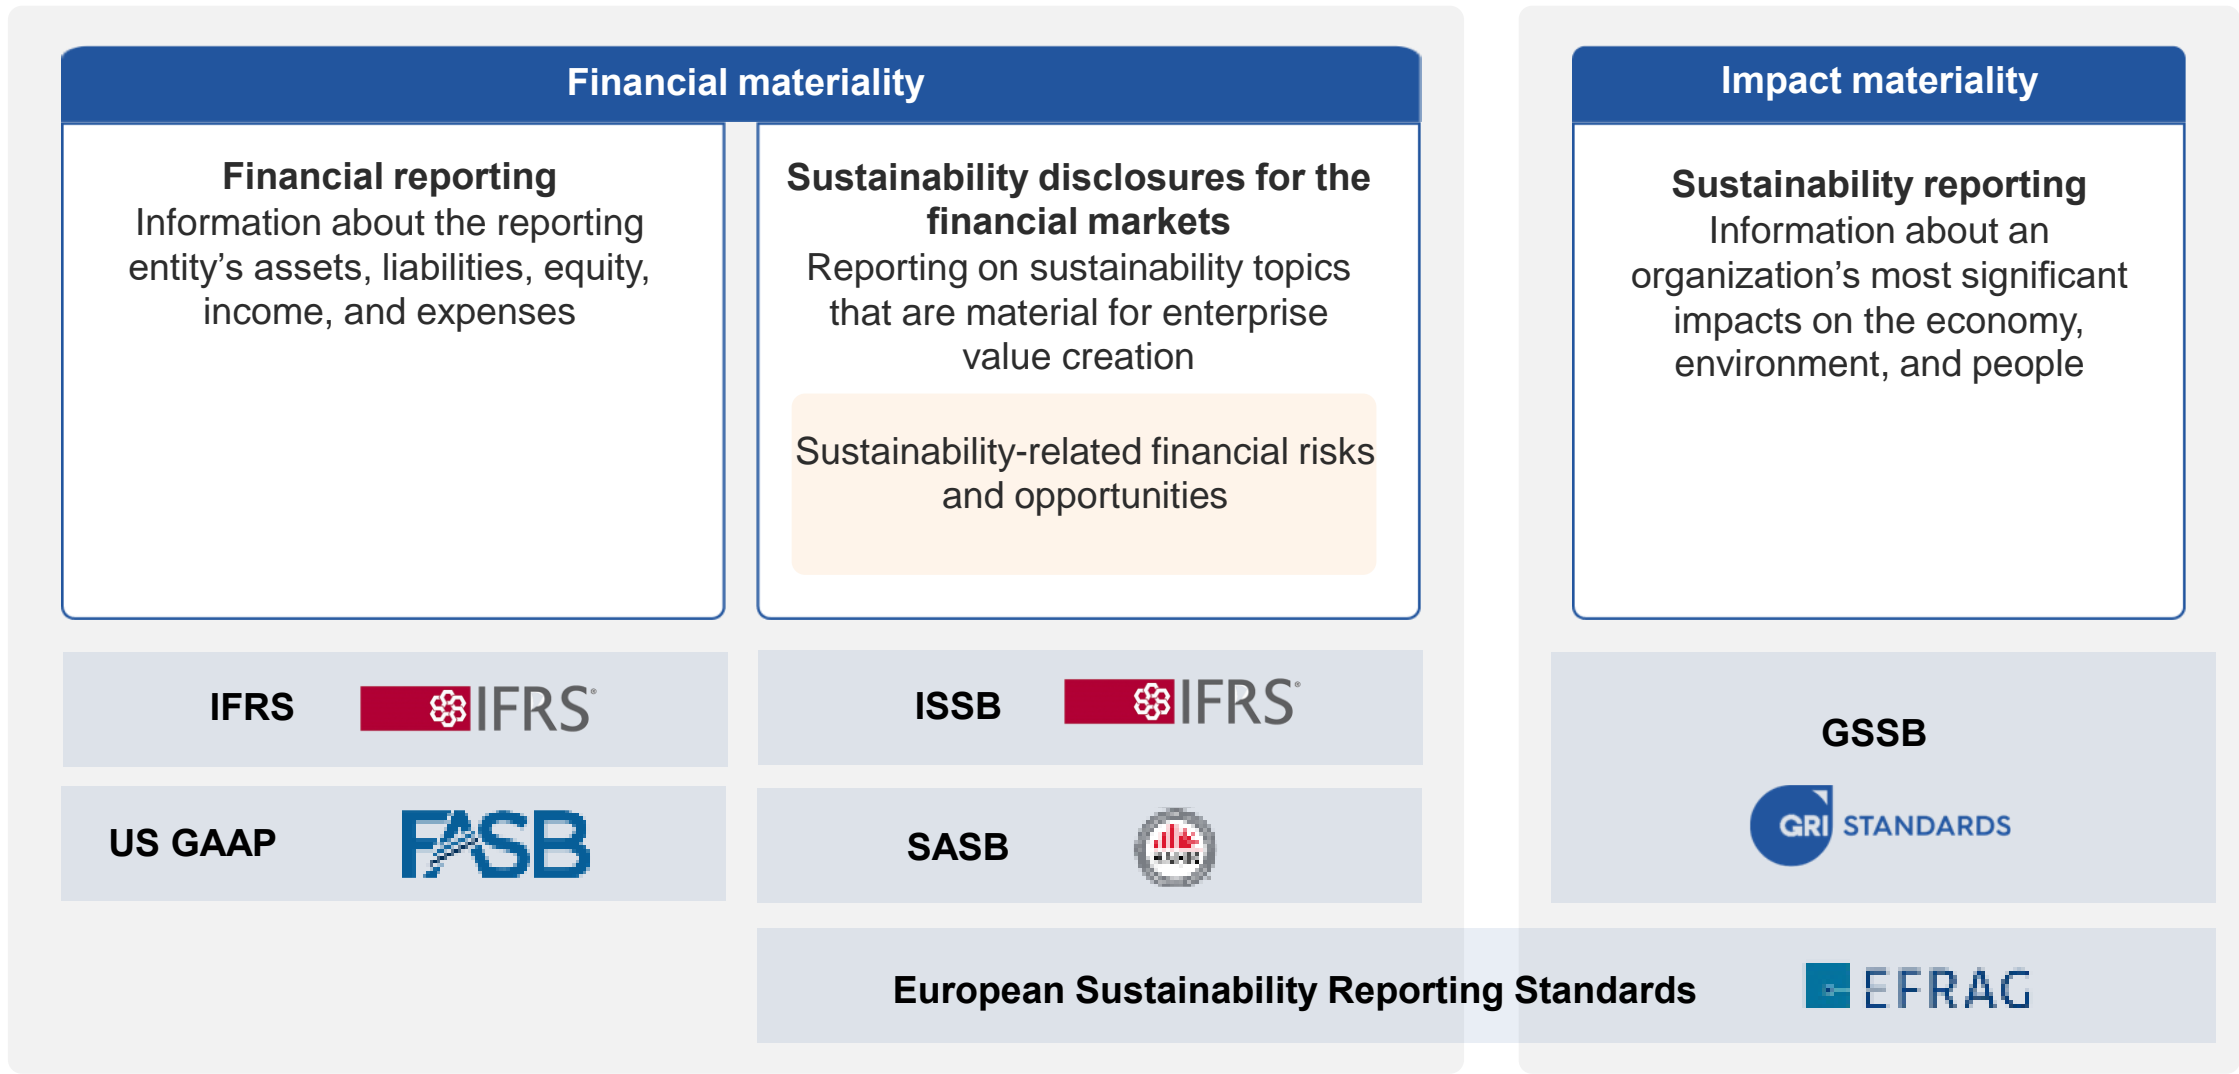 Financial materiality
Financial reporting
Information about the reporting
entity's assets, liabilities, equity,
income, and expenses
Sustainability disclosures for the
financial markets
Reporting on sustainability topics
that are material for enterprise
value creation
Sustainability-related financial risks
and opportunities
Impact materiality
Sustainability reporting
Information about an
organization's most significant
impacts on the economy,
environment, and people
IFRS
IFRS®
ISSB
IFRS®
US GAAP
FASB
SASB
GSSB
GRI STANDARDS
European Sustainability Reporting Standards
EFRAG